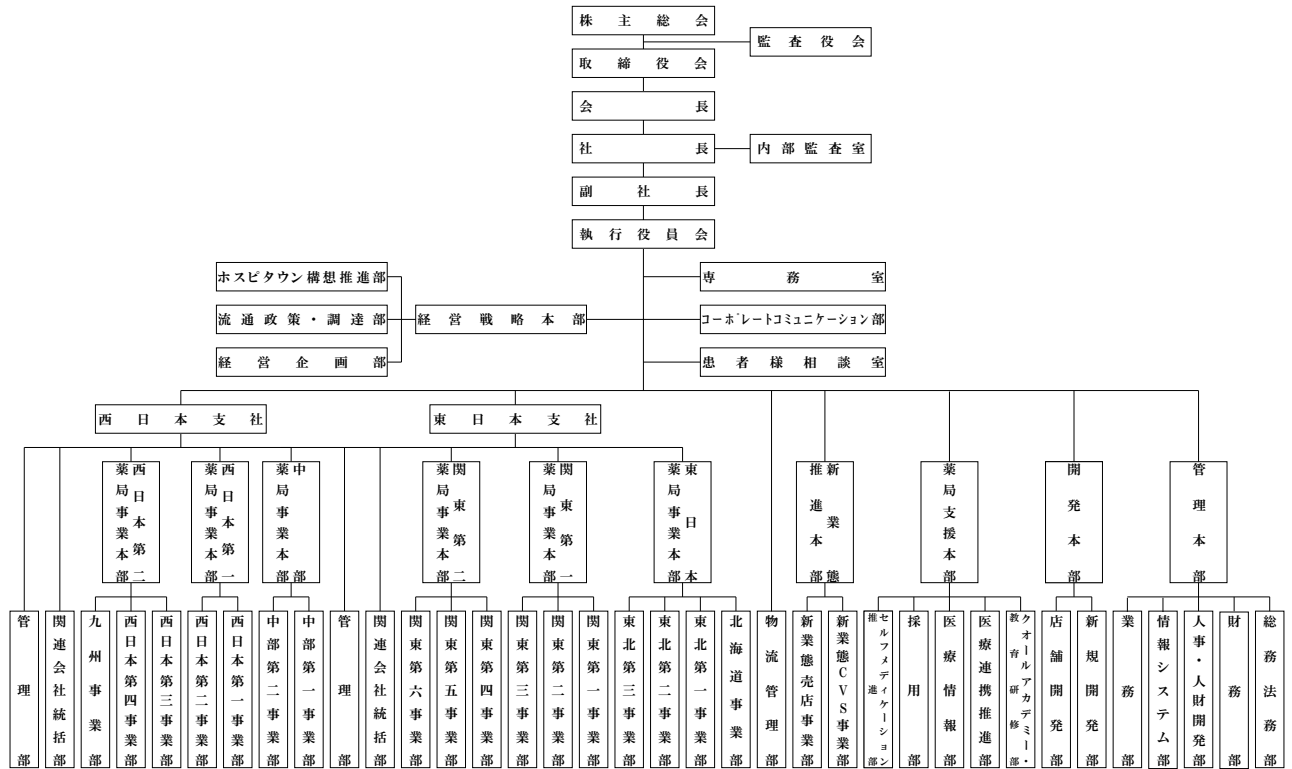 株主総会
監査役会
取締役会
会長
社長
内部監査室
副社長
執行役員会
ホスピタウン構想推進部
専務室
流通政策・調達部
経営戦略本部
コーポレートコミュニケーション部
経営企画部
患者様相談室
西日本支社
東日本支社
西日本第二
薬局事業本部
西日本第一
薬局事業本部
中部
薬局事業本部
関東第二
薬局事業本部
関東第一
薬局事業本部
東日本
薬局事業本部
新業態
推進本部
薬局支援本部
開発本部
管理本部
管理部
関連会社統括部
九州事業部
西日本第四事業部
西日本第三事業部
西日本第二事業部
西日本第一事業部
中部第二事業部
中部第一事業部
管理部
関連会社統括部
関東第六事業部
関東第五事業部
関東第四事業部
関東第三事業部
関東第二事業部
関東第一事業部
東北第三事業部
東北第二事業部
東北第一事業部
北海道事業部
物流管理部
新業態売店事業部
新業態CVS事業部
セルフメディケーション
推進部
採用部
医療情報部
医療連携推進部
クオールアカデミー・
教育研修部
店舗開発部
新規開発部
業務部
情報システム部
人事・人財開発部
財務部
総務法務部